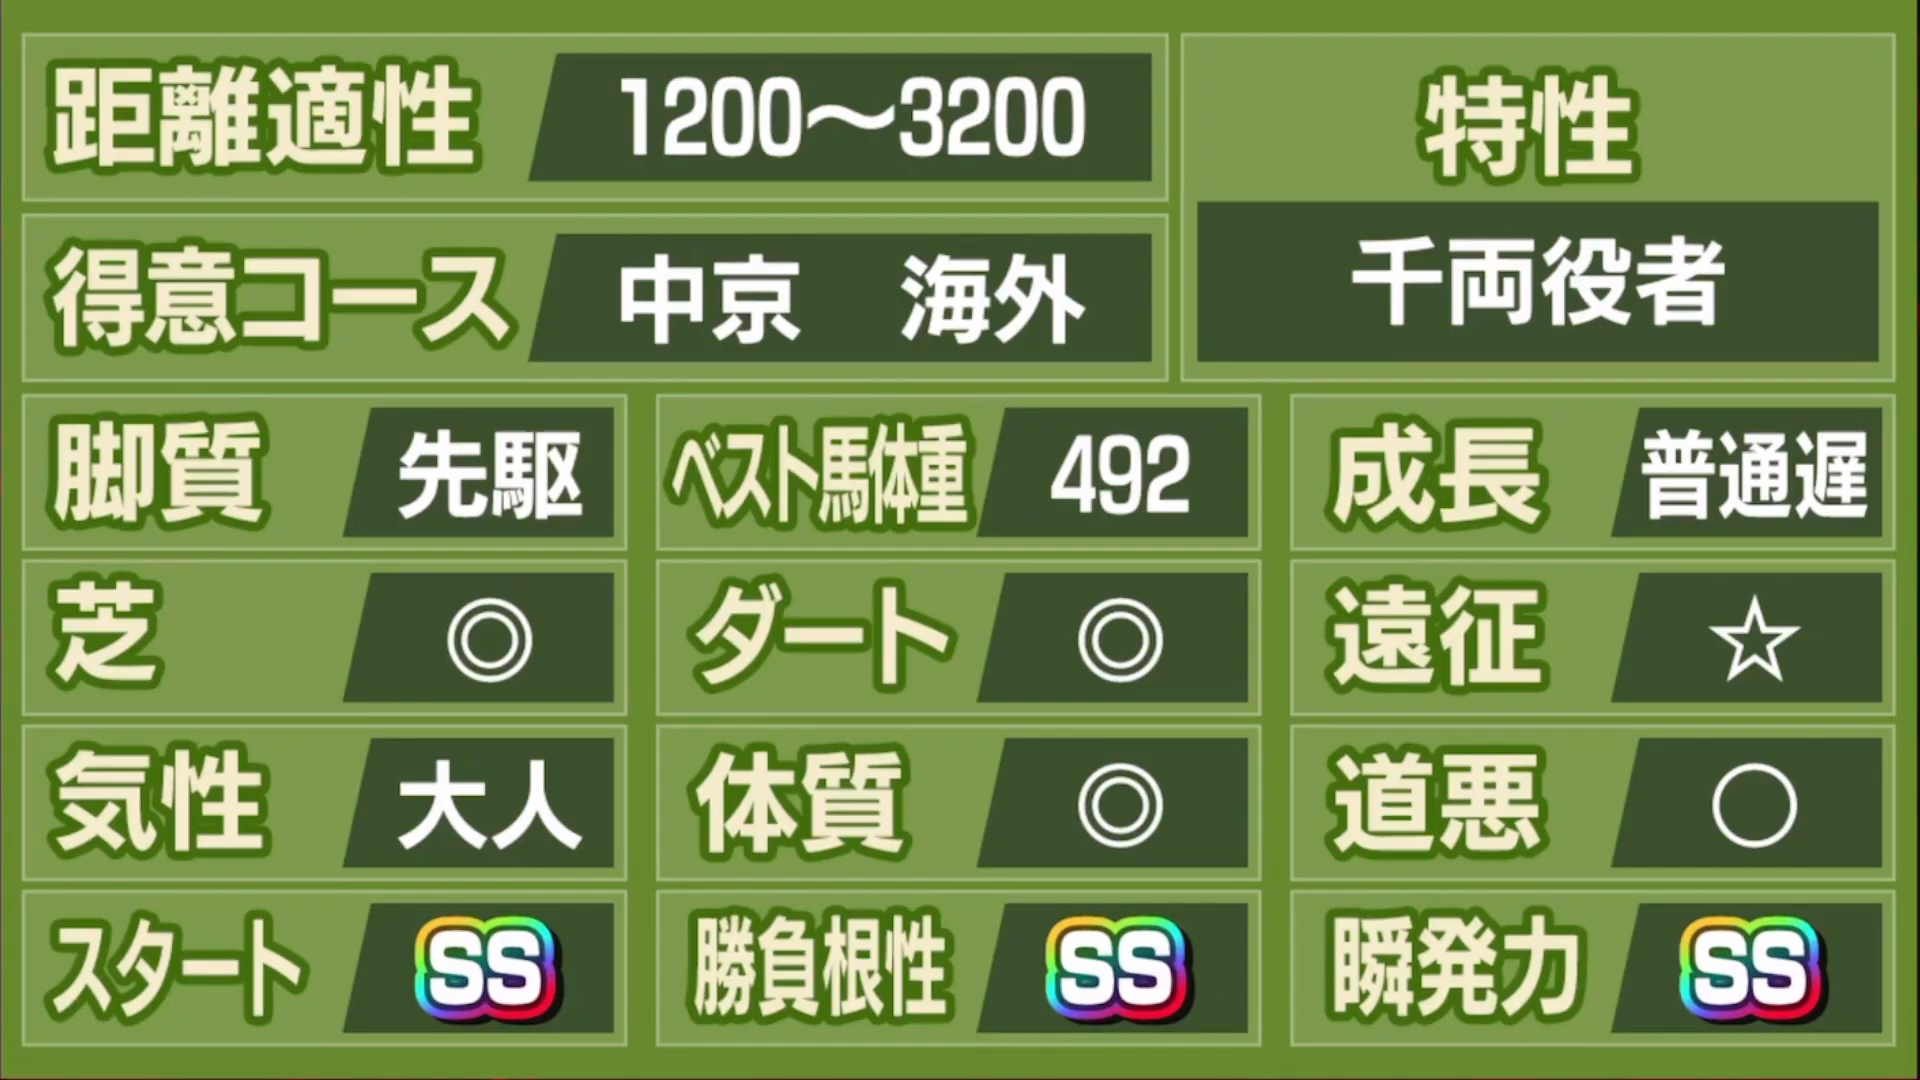 距離適性 1200～3200
特性
千両役者
得意コース 中京 海外
脚質 先駆 ベスト馬体重 492 成長 普通遅
芝 ◎ ダート ◎ 遠征 ☆
気性 大人 体質 ◎ 道悪 ○
スタート SS 勝負根性 SS 瞬発力 SS